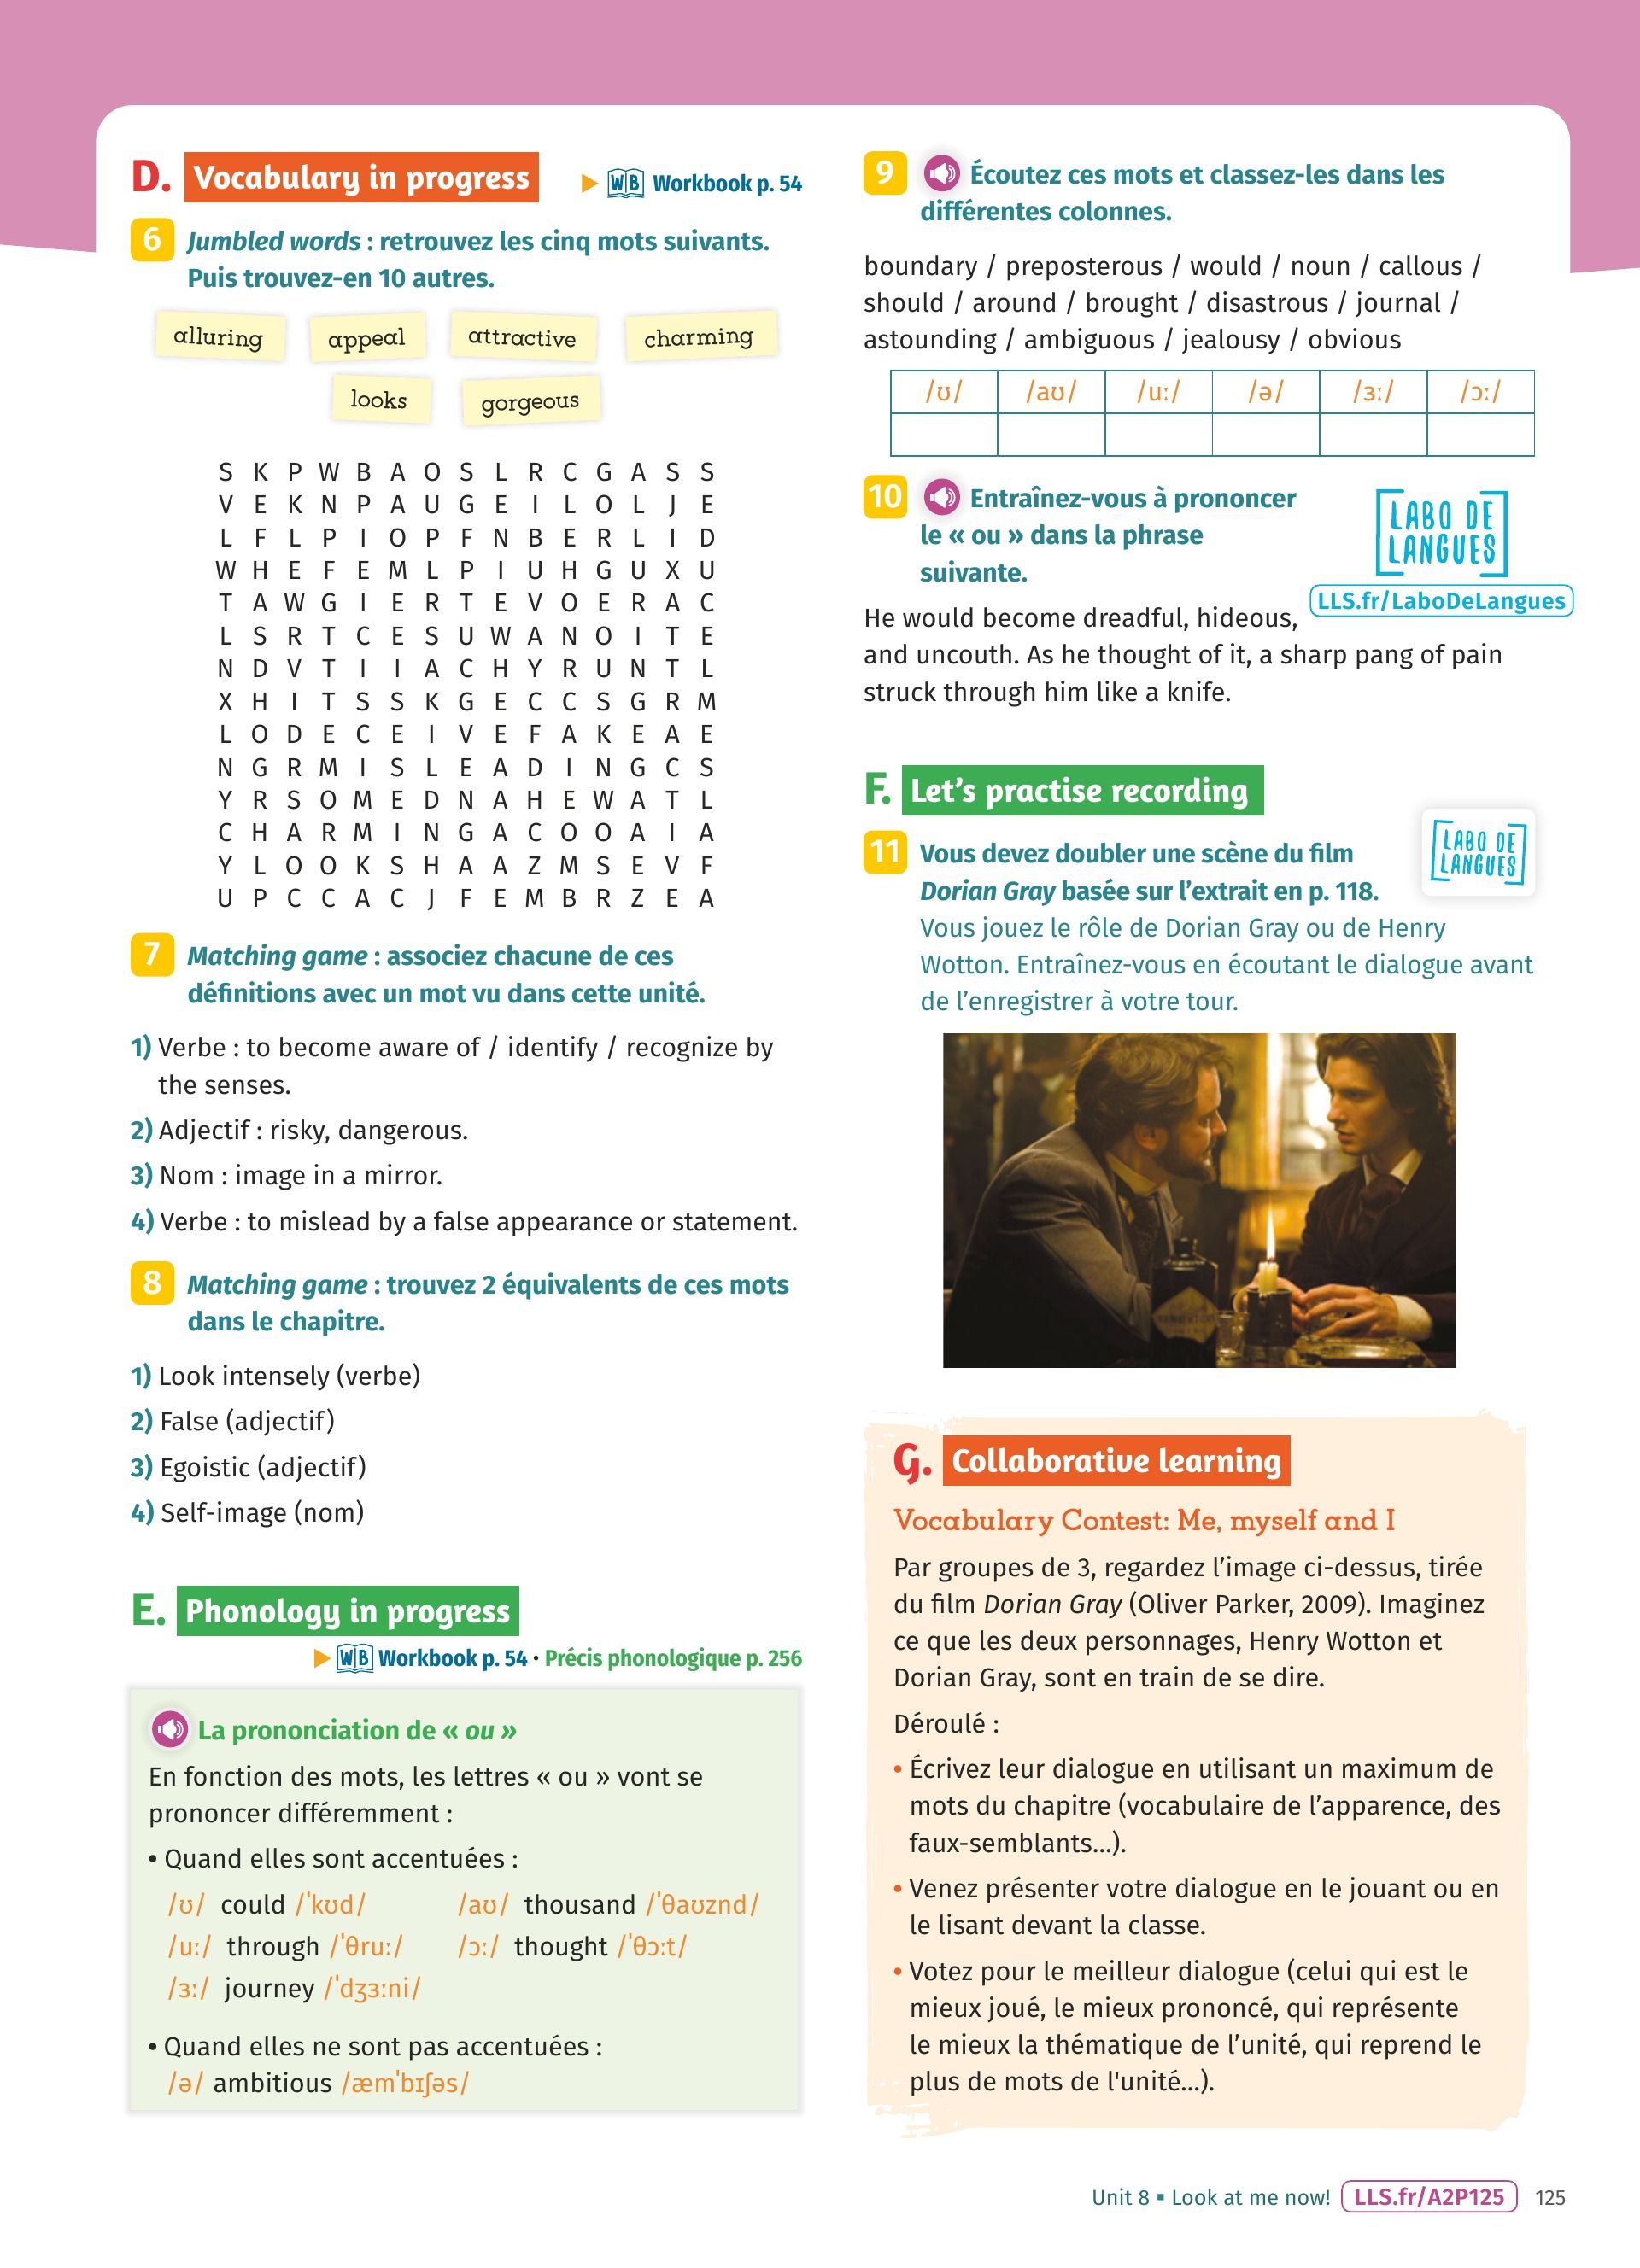 D. Vocabulary in progress
WB Workbook p. 54
6 Jumbled words : retrouvez les cinq mots suivants.
Puis trouvez-en 10 autres.
alluring appeal attractive charming
looks gorgeous
S K P W B A O S L R C G A S S
V E K N P A U G E I L O L J E
L F L P I O P F N B E R L I D
W H E F E M L P I U H G U X U
T A W G I E R T E V O E R A C
L S R T C E S U W A N O I T E
N D V T I I A C H Y R U N T L
X H I T S S K G E C C S G R M
L O D E C E I V E F A K E A E
N G R M I S L E A D I N G C S
Y R S O M E D N A H E W A T L
C H A R M I N G A C O O A I A
Y L O O K S H A A Z M S E V F
U P C C A C J F E M B R Z E A
7 Matching game : associez chacune de ces
définitions avec un mot vu dans cette unité.
1) Verbe : to become aware of / identify / recognize by
the senses.
2) Adjectif : risky, dangerous.
3) Nom : image in a mirror.
4) Verbe : to mislead by a false appearance or statement.
8 Matching game : trouvez 2 équivalents de ces mots
dans le chapitre.
1) Look intensely (verbe)
2) False (adjectif)
3) Egoistic (adjectif)
4) Self-image (nom)
E. Phonology in progress
WB Workbook p. 54 • Précis phonologique p. 256
La prononciation de « ou »
En fonction des mots, les lettres « ou » vont se
prononcer différemment :
• Quand elles sont accentuées :
/ʊ/ could /ˈkʊd/ /aʊ/ thousand /ˈθaʊznd/
/uː/ through /ˈθruː/ /ɔː/ thought /ˈθɔːt/
/ɜː/ journey /ˈdʒɜːni/
• Quand elles ne sont pas accentuées :
/ə/ ambitious /æmˈbɪʃəs/
9 Écoutez ces mots et classez-les dans les
différentes colonnes.
boundary / preposterous / would / noun / callous /
should / around / brought / disastrous / journal /
astounding / ambiguous / jealousy / obvious
/ʊ/ /aʊ/ /uː/ /ə/ /ɜː/ /ɔː/
10 Entraînez-vous à prononcer
le « ou » dans la phrase
suivante.
LABO DE
LANGUES
LLS.fr/LaboDeLangues
He would become dreadful, hideous,
and uncouth. As he thought of it, a sharp pang of pain
struck through him like a knife.
F. Let's practise recording
11 Vous devez doubler une scène du film
Dorian Gray basée sur l'extrait en p. 118.
Vous jouez le rôle de Dorian Gray ou de Henry
Wotton. Entraînez-vous en écoutant le dialogue avant
de l'enregistrer à votre tour.
LABO DE
LANGUES
G. Collaborative learning
Vocabulary Contest: Me, myself and I
Par groupes de 3, regardez l'image ci-dessus, tirée
du film Dorian Gray (Oliver Parker, 2009). Imaginez
ce que les deux personnages, Henry Wotton et
Dorian Gray, sont en train de se dire.
Déroulé :
• Écrivez leur dialogue en utilisant un maximum de
mots du chapitre (vocabulaire de l'apparence, des
faux-semblants...).
• Venez présenter votre dialogue en le jouant ou en
le lisant devant la classe.
• Votez pour le meilleur dialogue (celui qui est le
mieux joué, le mieux prononcé, qui représente
le mieux la thématique de l'unité, qui reprend le
plus de mots de l'unité...).
Unit 8 ▪ Look at me now! LLS.fr/A2P125 125